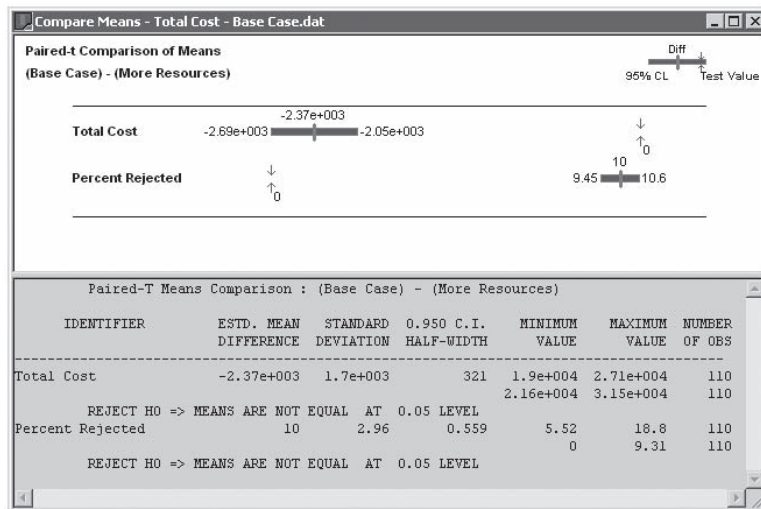 Compare Means - Total Cost - Base Case.dat
Paired-t Comparison of Means
(Base Case) - (More Resources)
Diff
95% CL Test Value
-2.37e+003
Total Cost -2.69e+003 -2.05e+003
0
10
Percent Rejected 9.45 10.6
0
Paired-T Means Comparison : (Base Case) - (More Resources)
IDENTIFIER ESTD. MEAN STANDARD 0.950 C.I. MINIMUM MAXIMUM NUMBER
DIFFERENCE DEVIATION HALF-WIDTH VALUE VALUE OF OBS
Total Cost -2.37e+003 1.7e+003 321 1.9e+004 2.71e+004 110
2.16e+004 3.15e+004 110
REJECT H0 => MEANS ARE NOT EQUAL AT 0.05 LEVEL
Percent Rejected 10 2.96 0.559 5.52 18.8 110
0 9.31 110
REJECT H0 => MEANS ARE NOT EQUAL AT 0.05 LEVEL